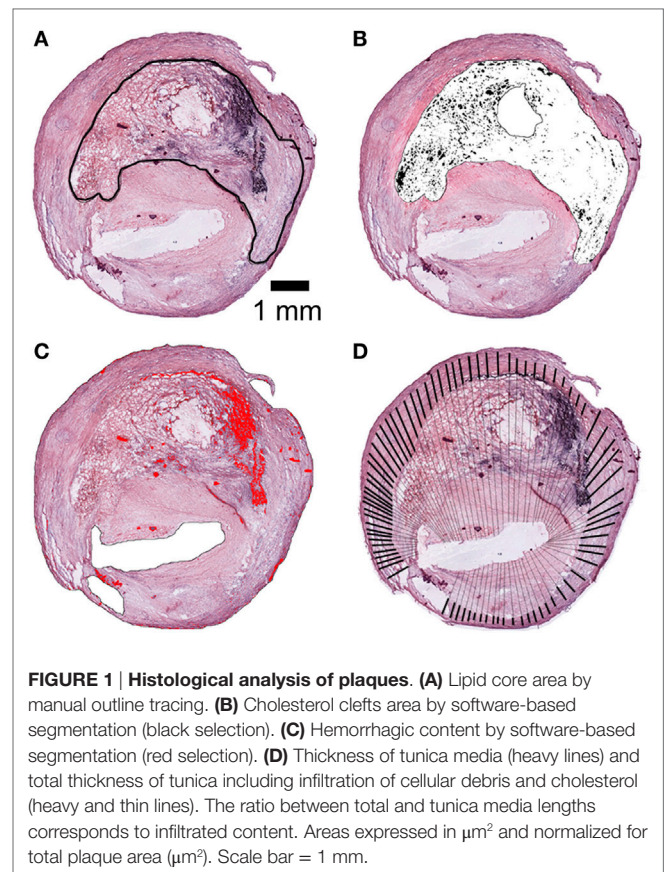 A
B
1 mm
C
D
FIGURE 1 | Histological analysis of plaques. (A) Lipid core area by
manual outline tracing. (B) Cholesterol clefts area by software-based
segmentation (black selection). (C) Hemorrhagic content by software-based
segmentation (red selection). (D) Thickness of tunica media (heavy lines) and
total thickness of tunica including infiltration of cellular debris and cholesterol
(heavy and thin lines). The ratio between total and tunica media lengths
corresponds to infiltrated content. Areas expressed in μm² and normalized for
total plaque area (μm²). Scale bar = 1 mm.